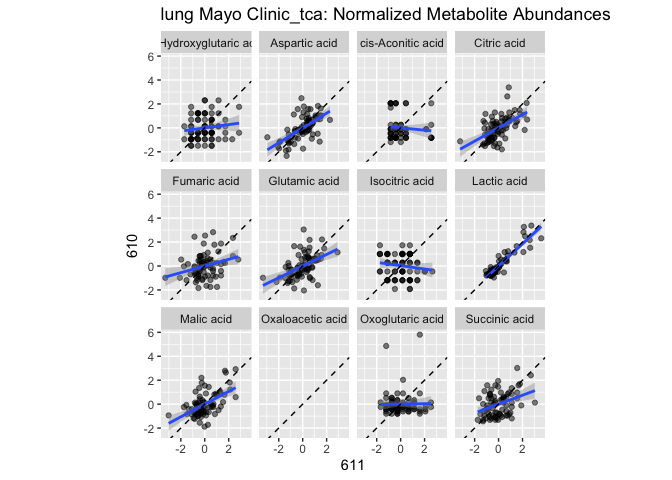 lung Mayo Clinic_tca: Normalized Metabolite Abundances
Hydroxyglutaric ac
Aspartic acid
cis-Aconitic acid
Citric acid
6
4
2
0
-2
Fumaric acid
Glutamic acid
Isocitric acid
Lactic acid
6
4
2
0
-2
610
Malic acid
Oxaloacetic acid
Oxoglutaric acid
Succinic acid
6
4
2
0
-2
-2 0 2 -2 0 2 -2 0 2 -2 0 2
611